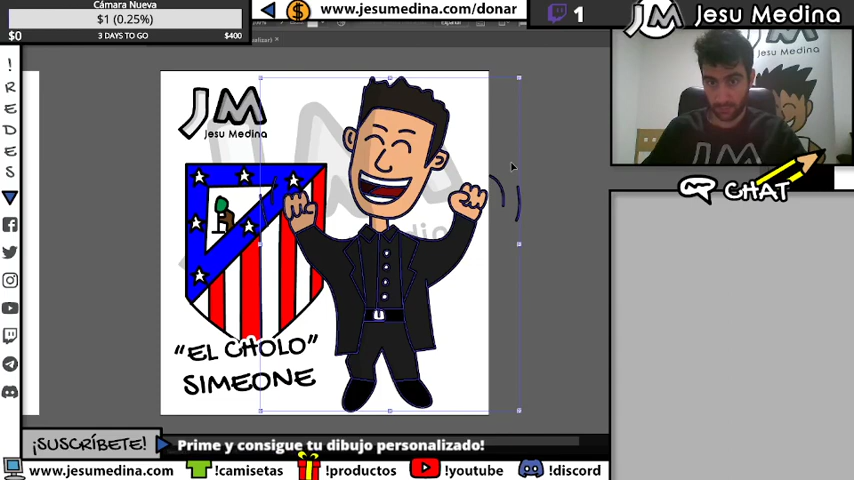 Cámara Nueva
$1 (0.25%)
$0
3 DAYS TO GO
$400
www.jesumedina.com/donar
1
JM Jesu Medina
!REDES
JM
Jesu Medina
"EL CHOLO"
SIMEONE
Jesu Medina
CHAT
¡SUSCRÍBETE!
Prime y consigue tu dibujo personalizado!
www.jesumedina.com
!camisetas
!productos
!youtube
!discord